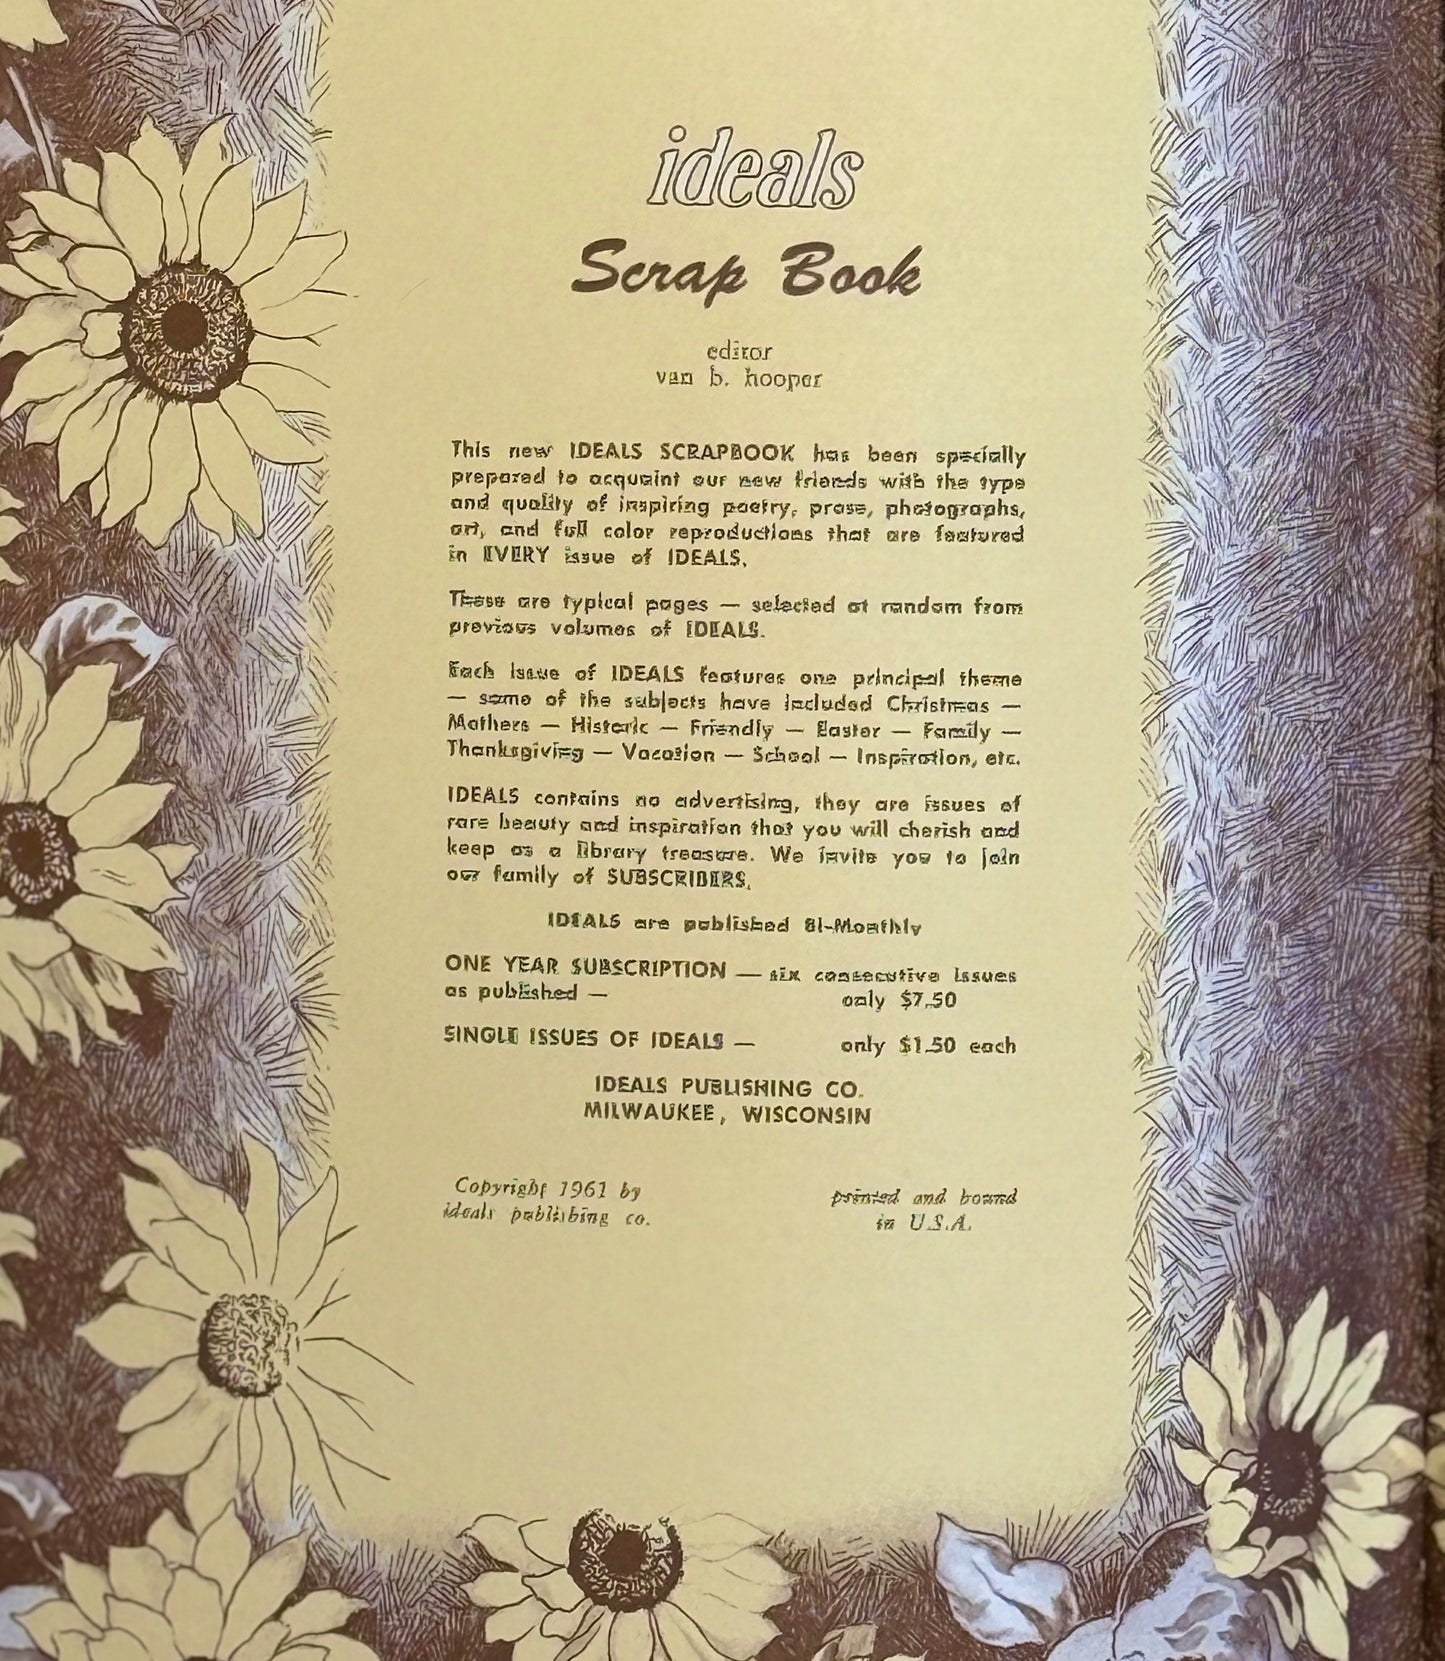 ideals
Scrap Book
editor
van b. hooper
This new IDEALS SCRAPBOOK has been specially
prepared to acquaint our new friends with the type
and quality of inspiring poetry, prose, photographs,
art, and full color reproductions that are featured
in EVERY issue of IDEALS.
These are typical pages — selected at random from
previous volumes of IDEALS.
Each issue of IDEALS features one principal theme
— some of the subjects have included Christmas —
Mothers — Historic — Friendly — Easter — Family —
Thanksgiving — Vacation — School — Inspiration, etc.
IDEALS contains no advertising, they are issues of
rare beauty and inspiration that you will cherish and
keep as a library treasure. We invite you to join
our family of SUBSCRIBERS.
IDEALS are published Bi-Monthly
ONE YEAR SUBSCRIPTION — six consecutive issues
as published — only $7.50
SINGLE ISSUES OF IDEALS — only $1.50 each
IDEALS PUBLISHING CO.
MILWAUKEE, WISCONSIN
Copyright 1961 by
ideals publishing co.
printed and bound
in U.S.A.